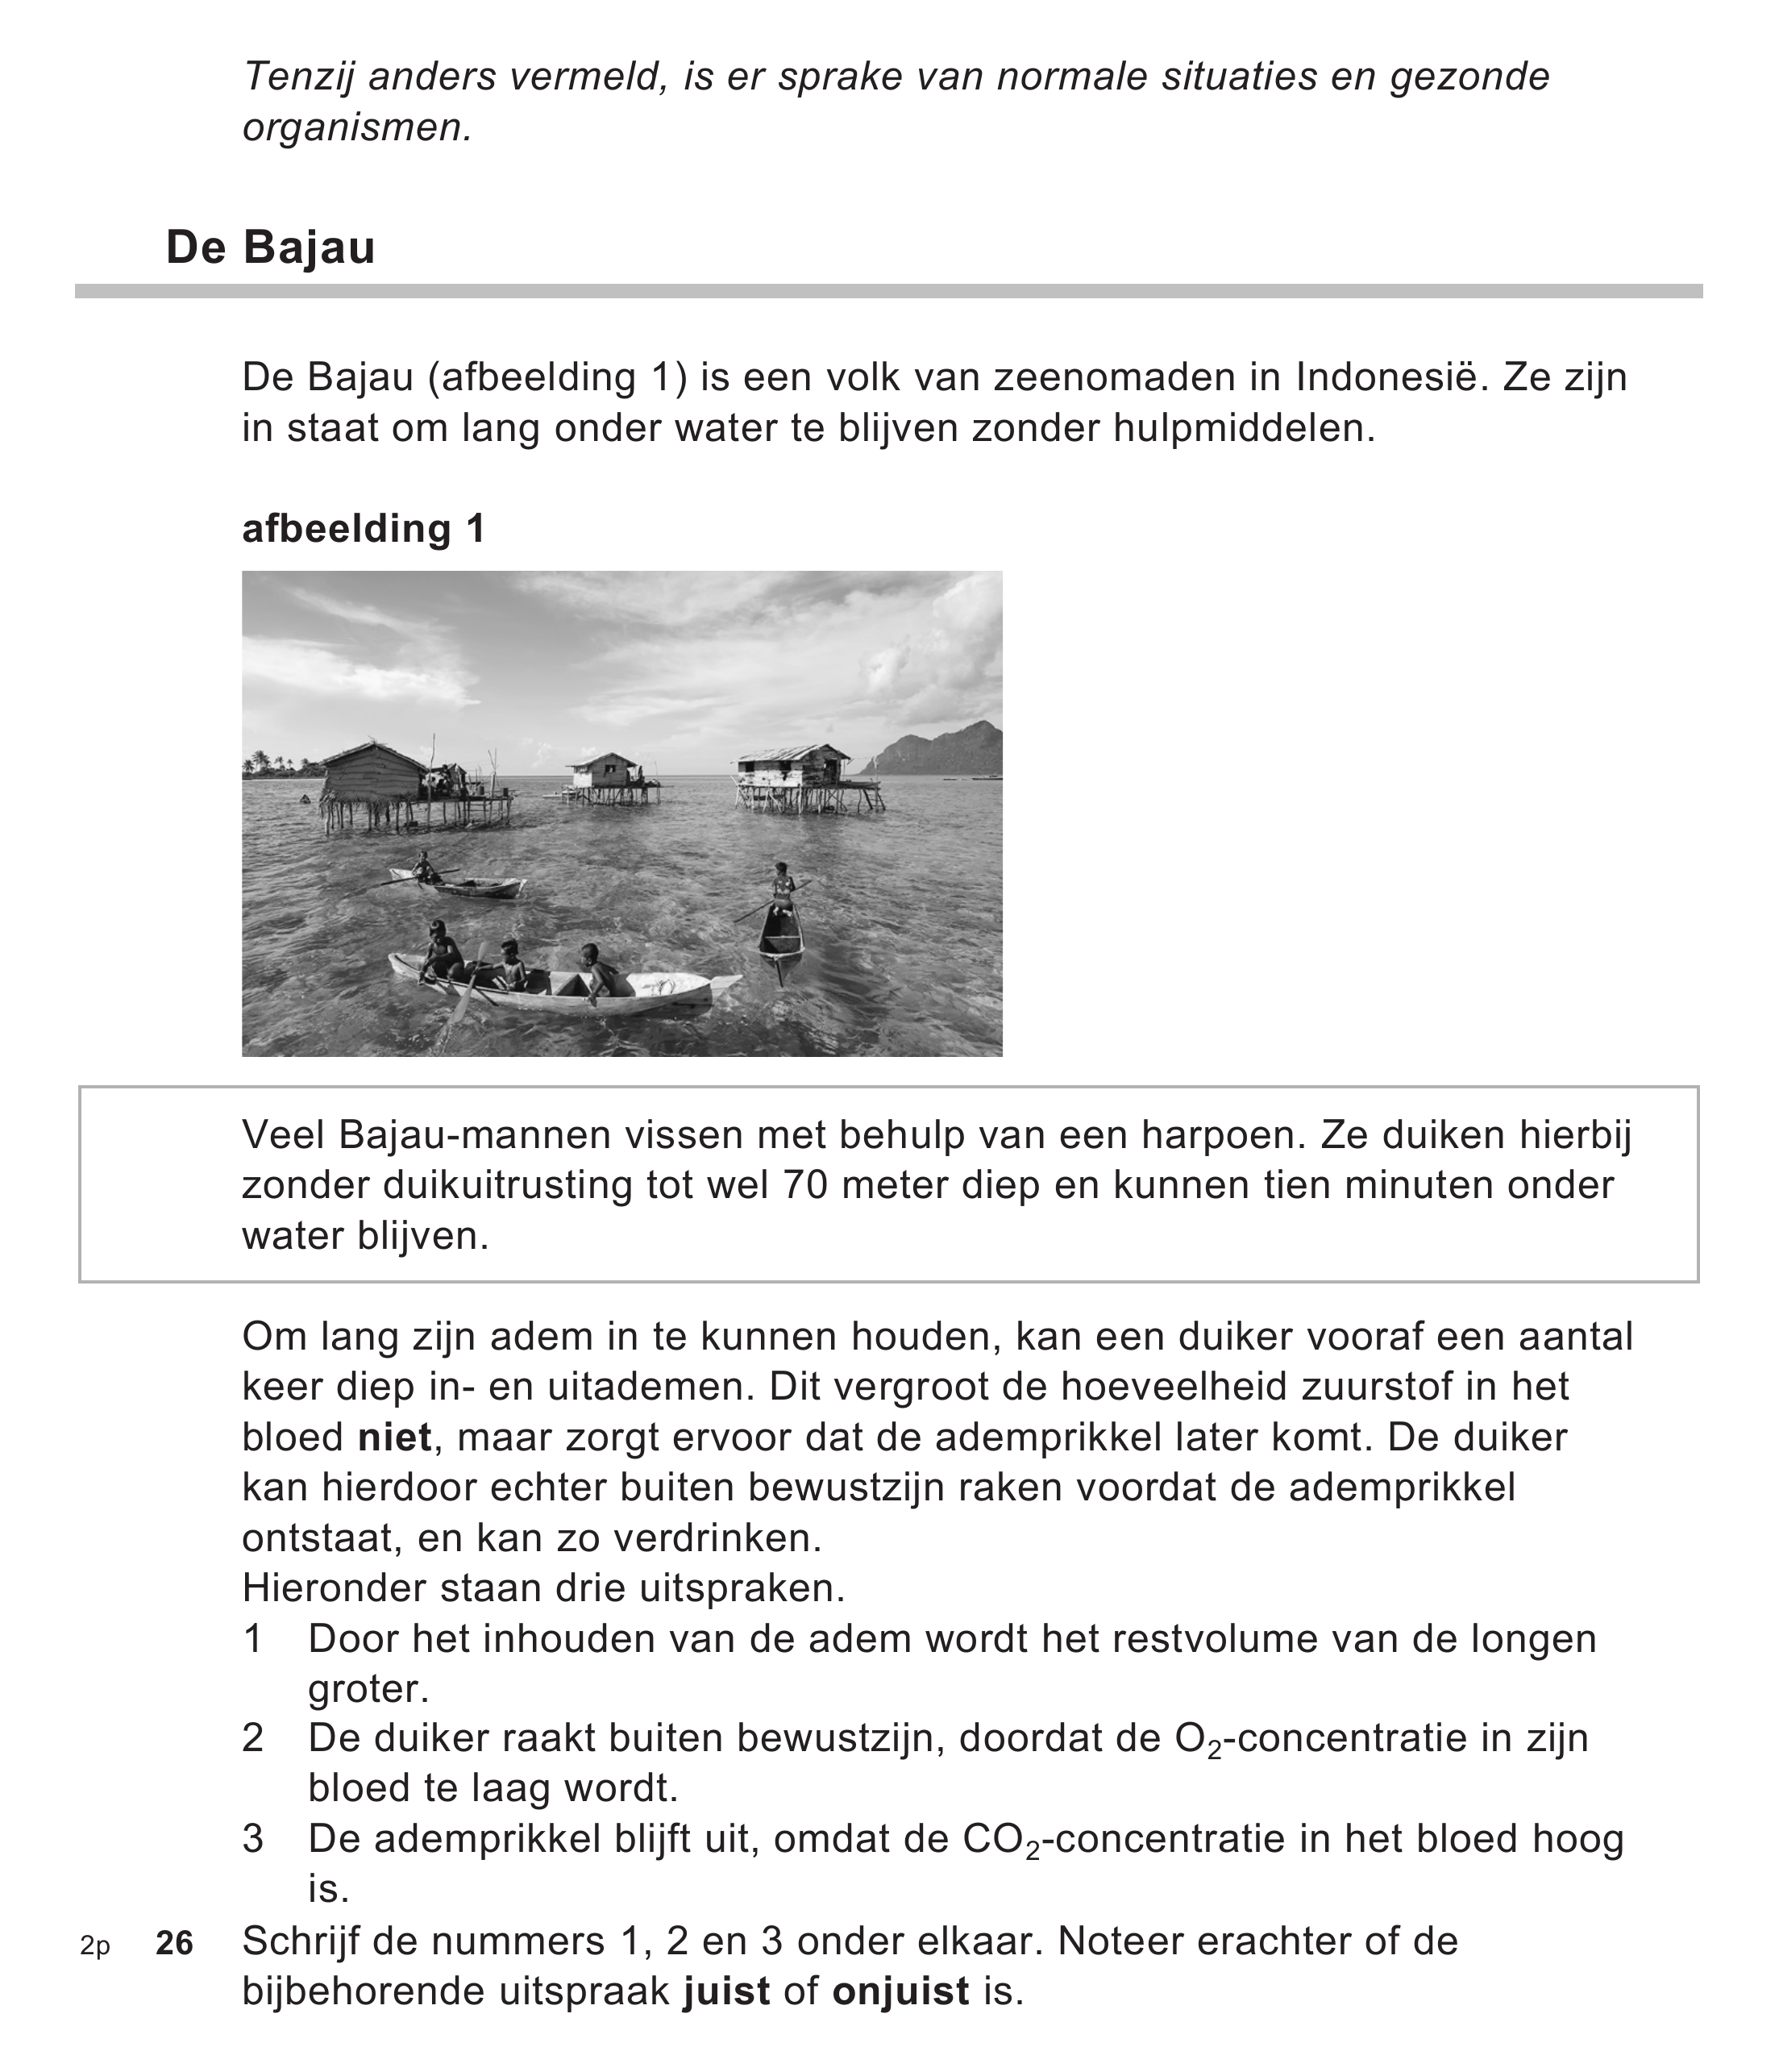 Tenzij anders vermeld, is er sprake van normale situaties en gezonde
organismen.
De Bajau
De Bajau (afbeelding 1) is een volk van zeenomaden in Indonesië. Ze zijn
in staat om lang onder water te blijven zonder hulpmiddelen.
afbeelding 1
Veel Bajau-mannen vissen met behulp van een harpoen. Ze duiken hierbij
zonder duikuitrusting tot wel 70 meter diep en kunnen tien minuten onder
water blijven.
Om lang zijn adem in te kunnen houden, kan een duiker vooraf een aantal
keer diep in- en uitademen. Dit vergroot de hoeveelheid zuurstof in het
bloed niet, maar zorgt ervoor dat de ademprikkel later komt. De duiker
kan hierdoor echter buiten bewustzijn raken voordat de ademprikkel
ontstaat, en kan zo verdrinken.
Hieronder staan drie uitspraken.
1 Door het inhouden van de adem wordt het restvolume van de longen
groter.
2 De duiker raakt buiten bewustzijn, doordat de O₂-concentratie in zijn
bloed te laag wordt.
3 De ademprikkel blijft uit, omdat de CO₂-concentratie in het bloed hoog
is.
2p 26 Schrijf de nummers 1, 2 en 3 onder elkaar. Noteer erachter of de
bijbehorende uitspraak juist of onjuist is.